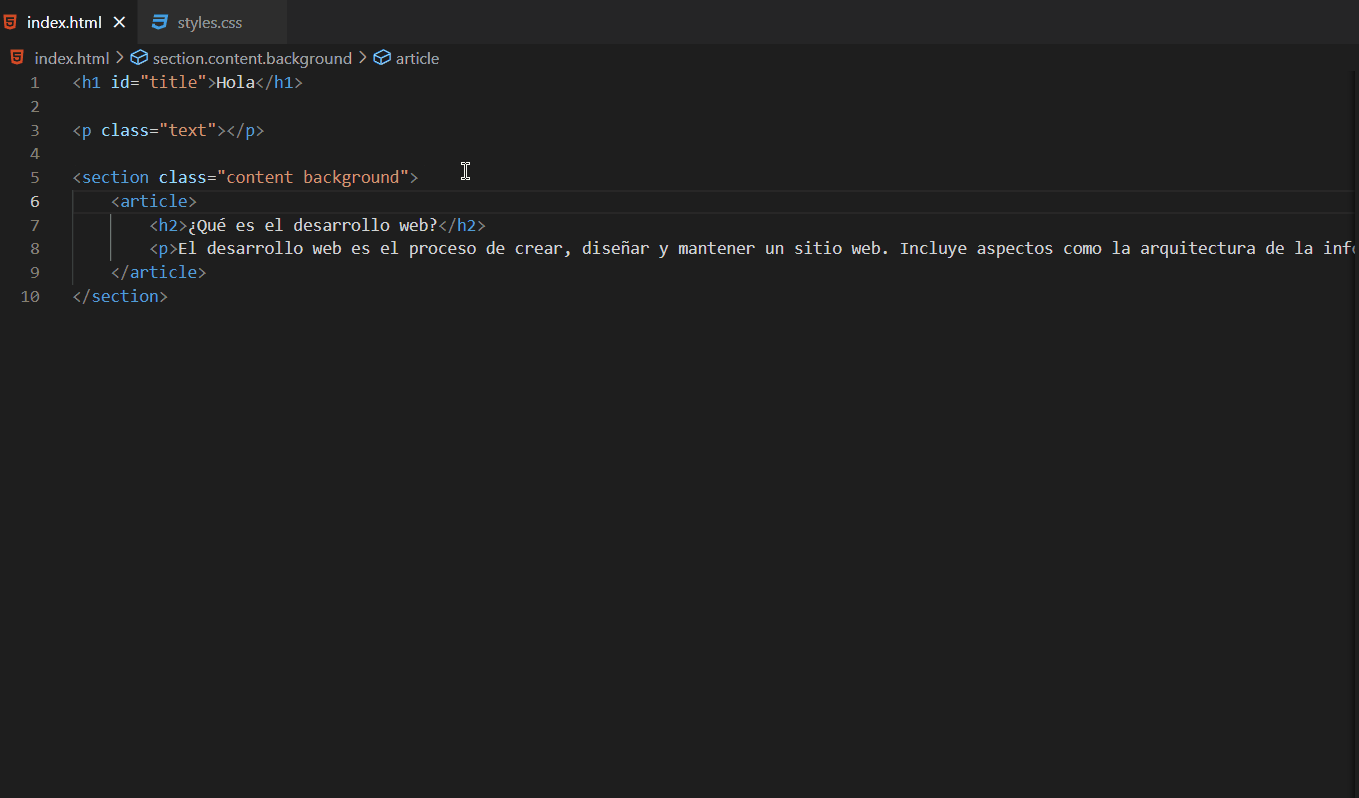 index.html
styles.css
index.html > section.content.background > article
1 <h1 id="title">Hola</h1>
2
3 <p class="text"></p>
4
5 <section class="content background">
6 <article>
7 <h2>¿Qué es el desarrollo web?</h2>
8 <p>El desarrollo web es el proceso de crear, diseñar y mantener un sitio web. Incluye aspectos como la arquitectura de la inf
9 </article>
10 </section>